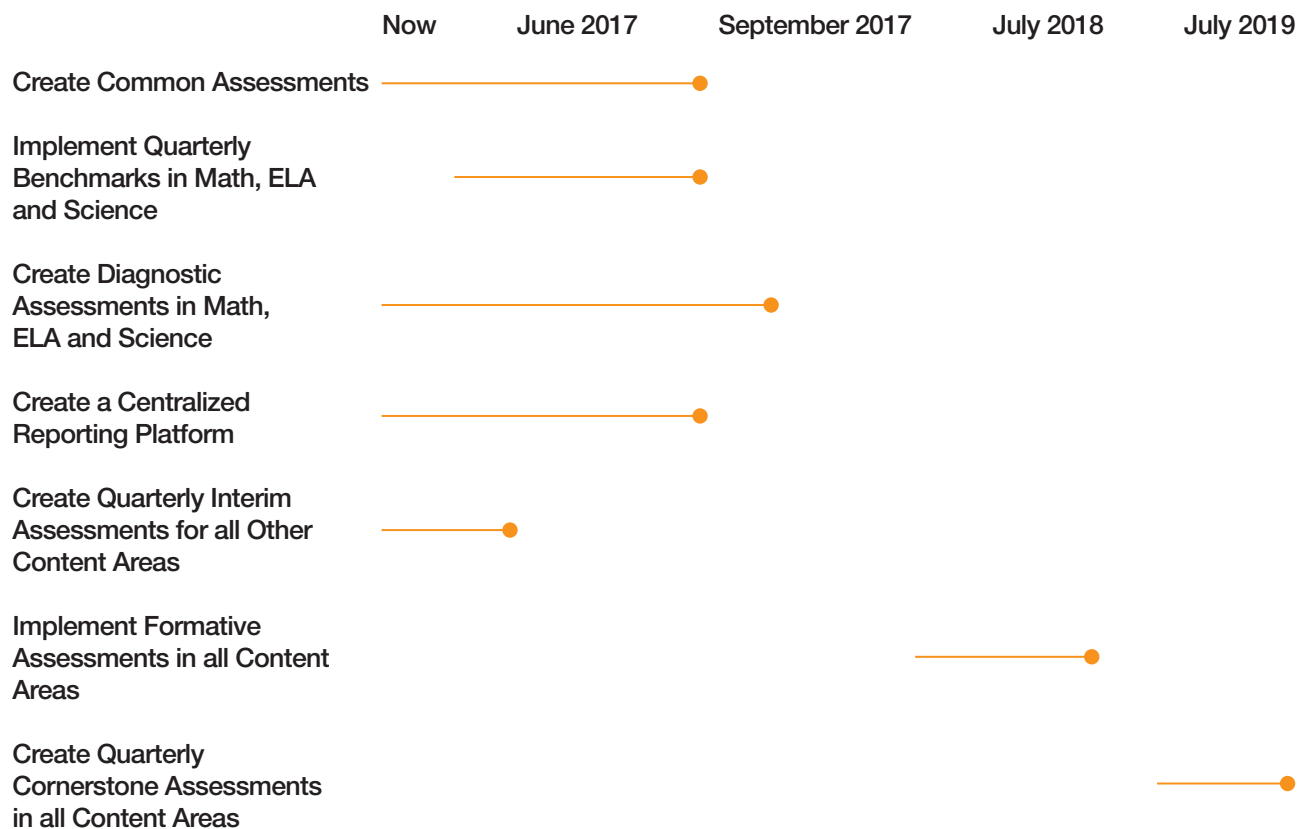 Now June 2017 September 2017 July 2018 July 2019
Create Common Assessments
Implement Quarterly
Benchmarks in Math, ELA
and Science
Create Diagnostic
Assessments in Math,
ELA and Science
Create a Centralized
Reporting Platform
Create Quarterly Interim
Assessments for all Other
Content Areas
Implement Formative
Assessments in all Content
Areas
Create Quarterly
Cornerstone Assessments
in all Content Areas